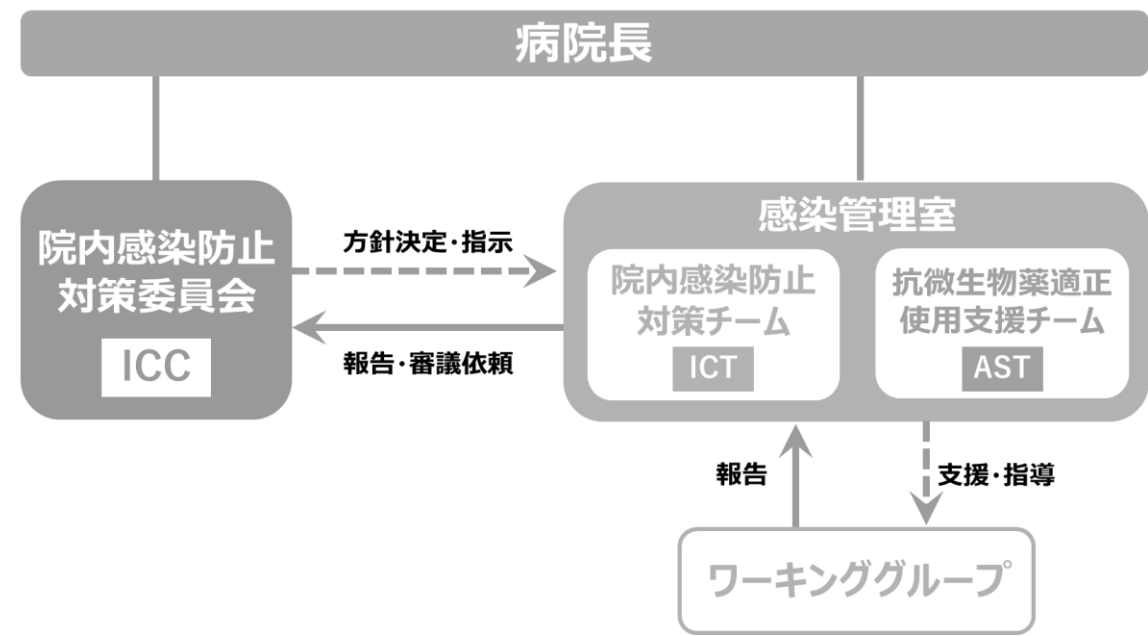 病院長
院内感染防止
対策委員会
ICC
方針決定・指示
報告・審議依頼
感染管理室
院内感染防止
対策チーム
ICT
抗微生物薬適正
使用支援チーム
AST
報告
支援・指導
ワーキンググループ